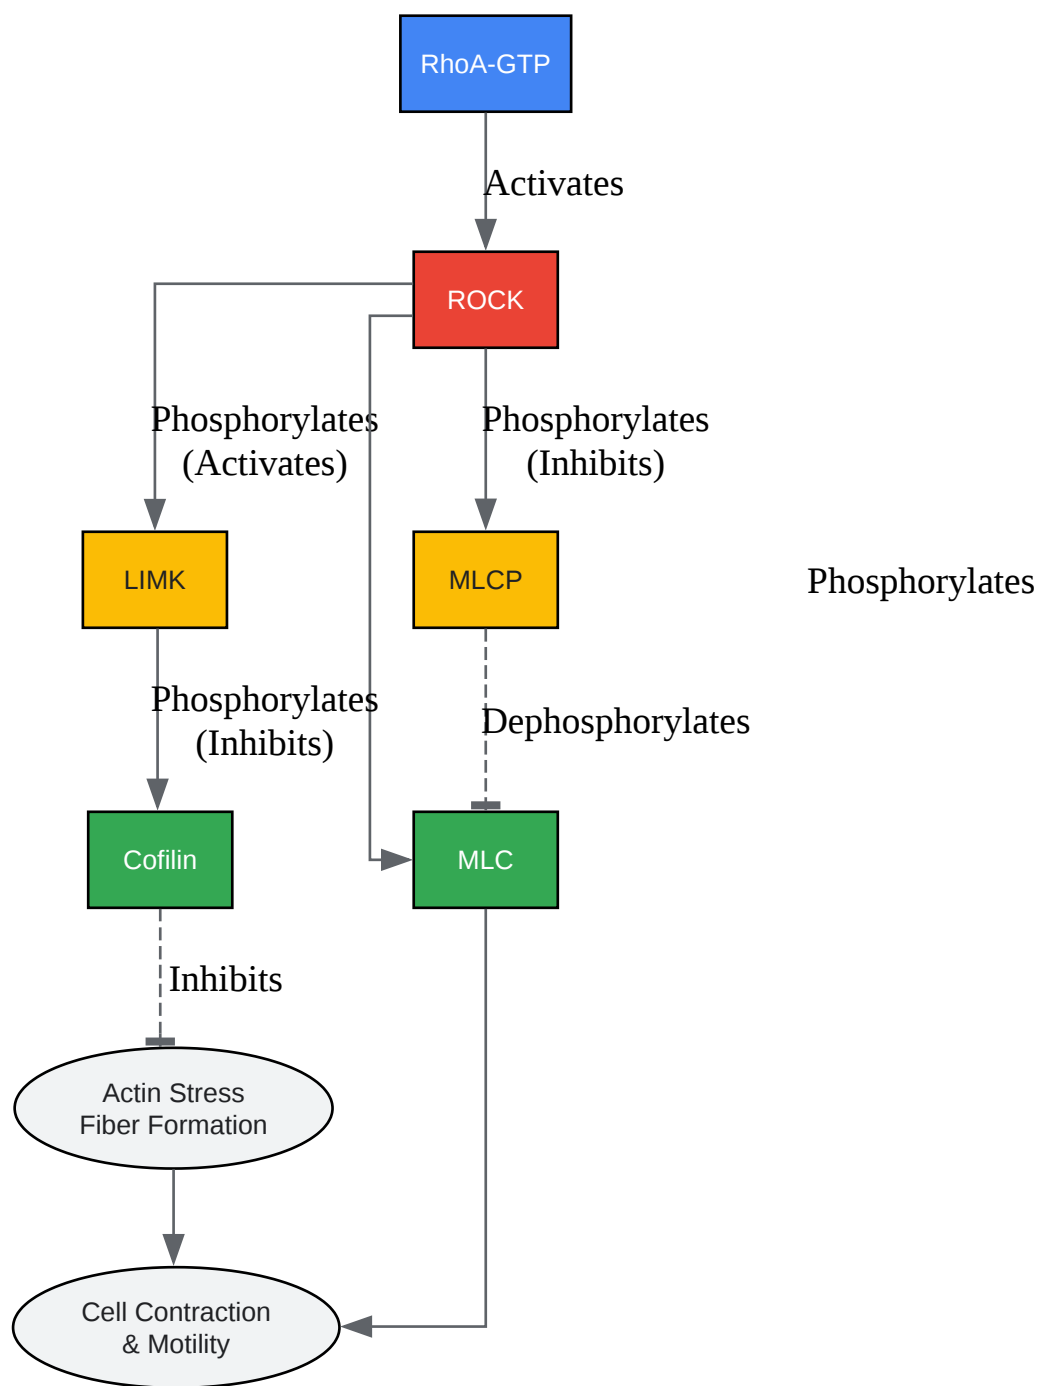 RhoA-GTP
Activates
ROCK
Phosphorylates
(Activates)
Phosphorylates
(Inhibits)
LIMK
MLCP
Phosphorylates
Phosphorylates
(Inhibits)
Dephosphorylates
Cofilin
MLC
Inhibits
Actin Stress
Fiber Formation
Cell Contraction
& Motility